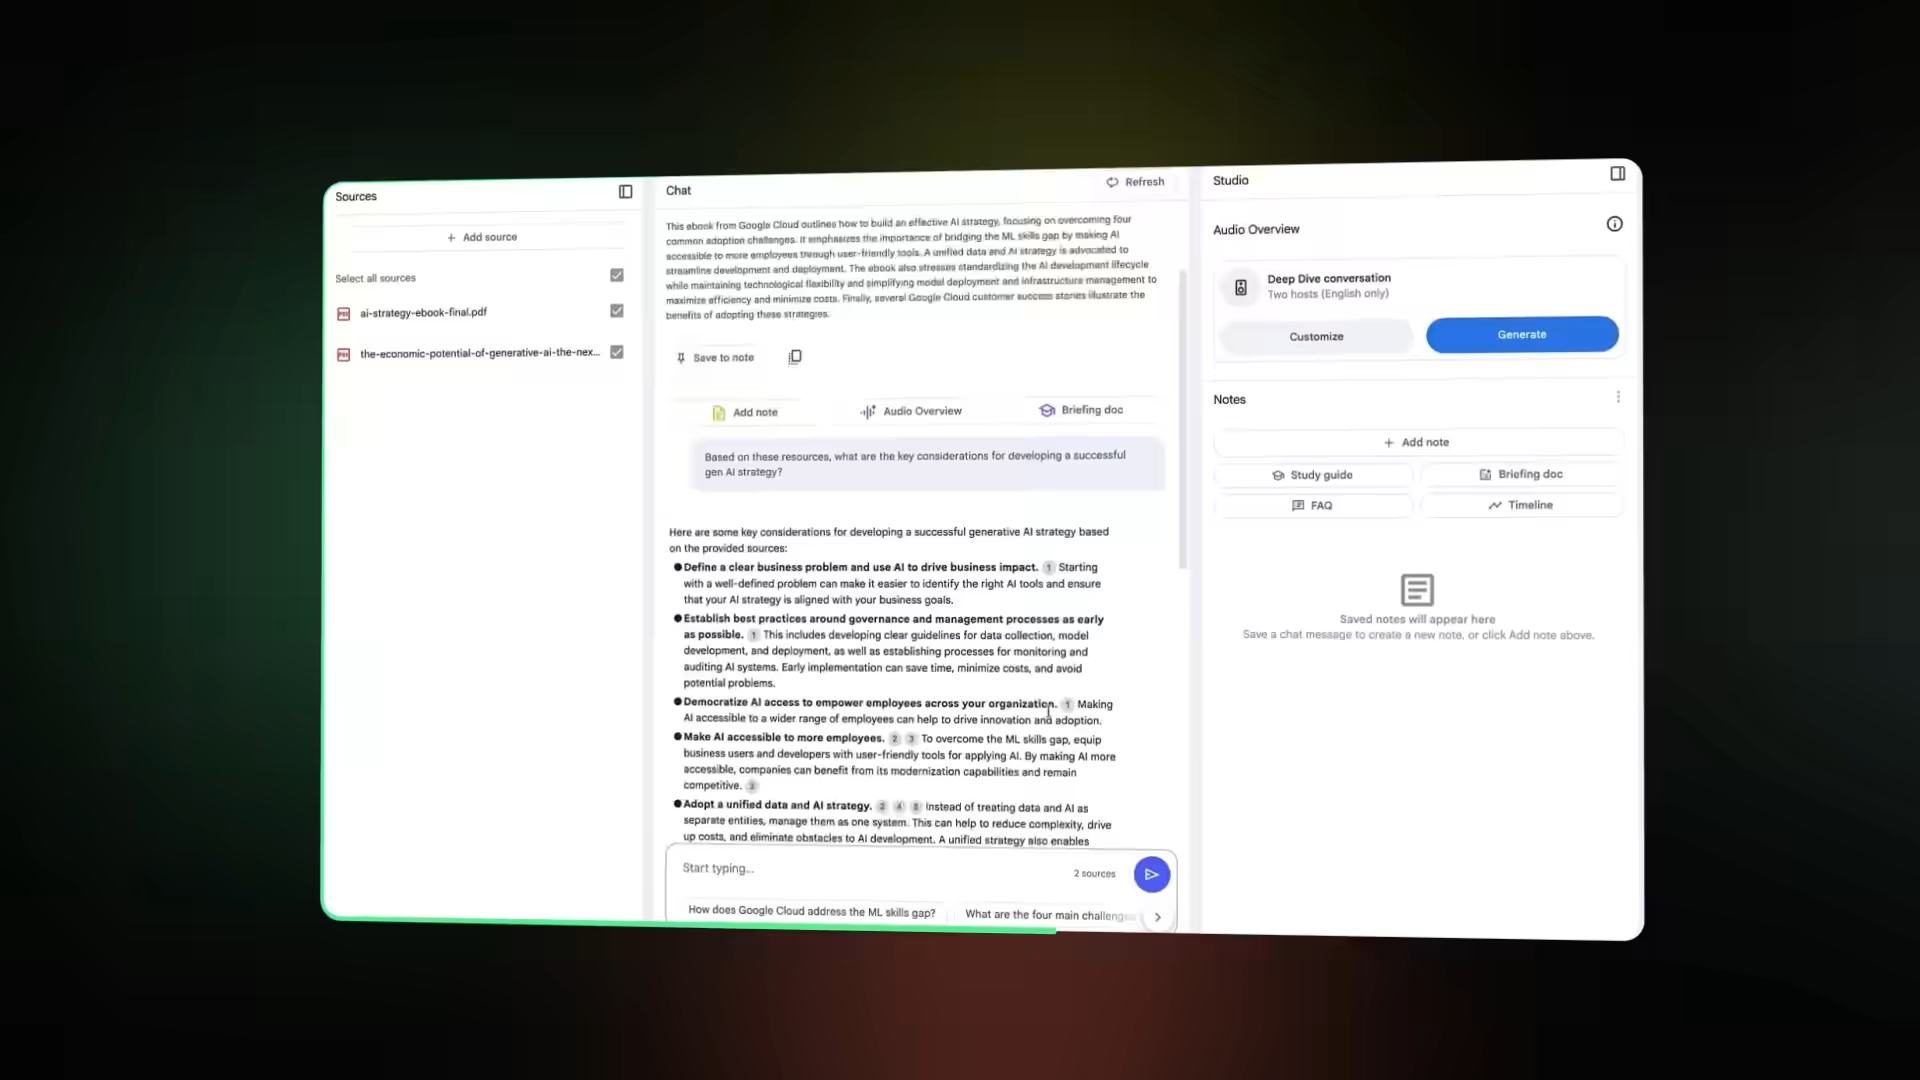 Sources
+ Add source
Select all sources
ai-strategy-ebook-final.pdf
the-economic-potential-of-generative-ai-the-nex...
Chat
Refresh
This ebook from Google Cloud outlines how to build an effective AI strategy, focusing on overcoming four
common adoption challenges. It emphasizes the importance of bridging the ML skills gap by making AI
accessible to more employees through user-friendly tools. A unified data and AI strategy is advocated to
streamline development and deployment. The ebook also stresses standardizing the AI development lifecycle
while maintaining technological flexibility and simplifying model deployment and infrastructure management to
maximize efficiency and minimize costs. Finally, several Google Cloud customer success stories illustrate the
benefits of adopting these strategies.
Save to note
Add note
Audio Overview
Briefing doc
Based on these resources, what are the key considerations for developing a successful
gen AI strategy?
Here are some key considerations for developing a successful generative AI strategy based
on the provided sources:
● Define a clear business problem and use AI to drive business impact. 1 Starting
with a well-defined problem can make it easier to identify the right AI tools and ensure
that your AI strategy is aligned with your business goals.
● Establish best practices around governance and management processes as early
as possible. 1 This includes developing clear guidelines for data collection, model
development, and deployment, as well as establishing processes for monitoring and
auditing AI systems. Early implementation can save time, minimize costs, and avoid
potential problems.
● Democratize AI access to empower employees across your organization. 1 Making
AI accessible to a wider range of employees can help to drive innovation and adoption.
● Make AI accessible to more employees. 2 3 To overcome the ML skills gap, equip
business users and developers with user-friendly tools for applying AI. By making AI more
accessible, companies can benefit from its modernization capabilities and remain
competitive.
● Adopt a unified data and AI strategy. 2 4 Instead of treating data and AI as
separate entities, manage them as one system. This can help to reduce complexity, drive
up costs, and eliminate obstacles to AI development. A unified strategy also enables
Start typing...
2 sources
How does Google Cloud address the ML skills gap?
What are the four main challenges
Studio
Audio Overview
Deep Dive conversation
Two hosts (English only)
Customize
Generate
Notes
+ Add note
Study guide
Briefing doc
FAQ
Timeline
Saved notes will appear here
Save a chat message to create a new note, or click Add note above.